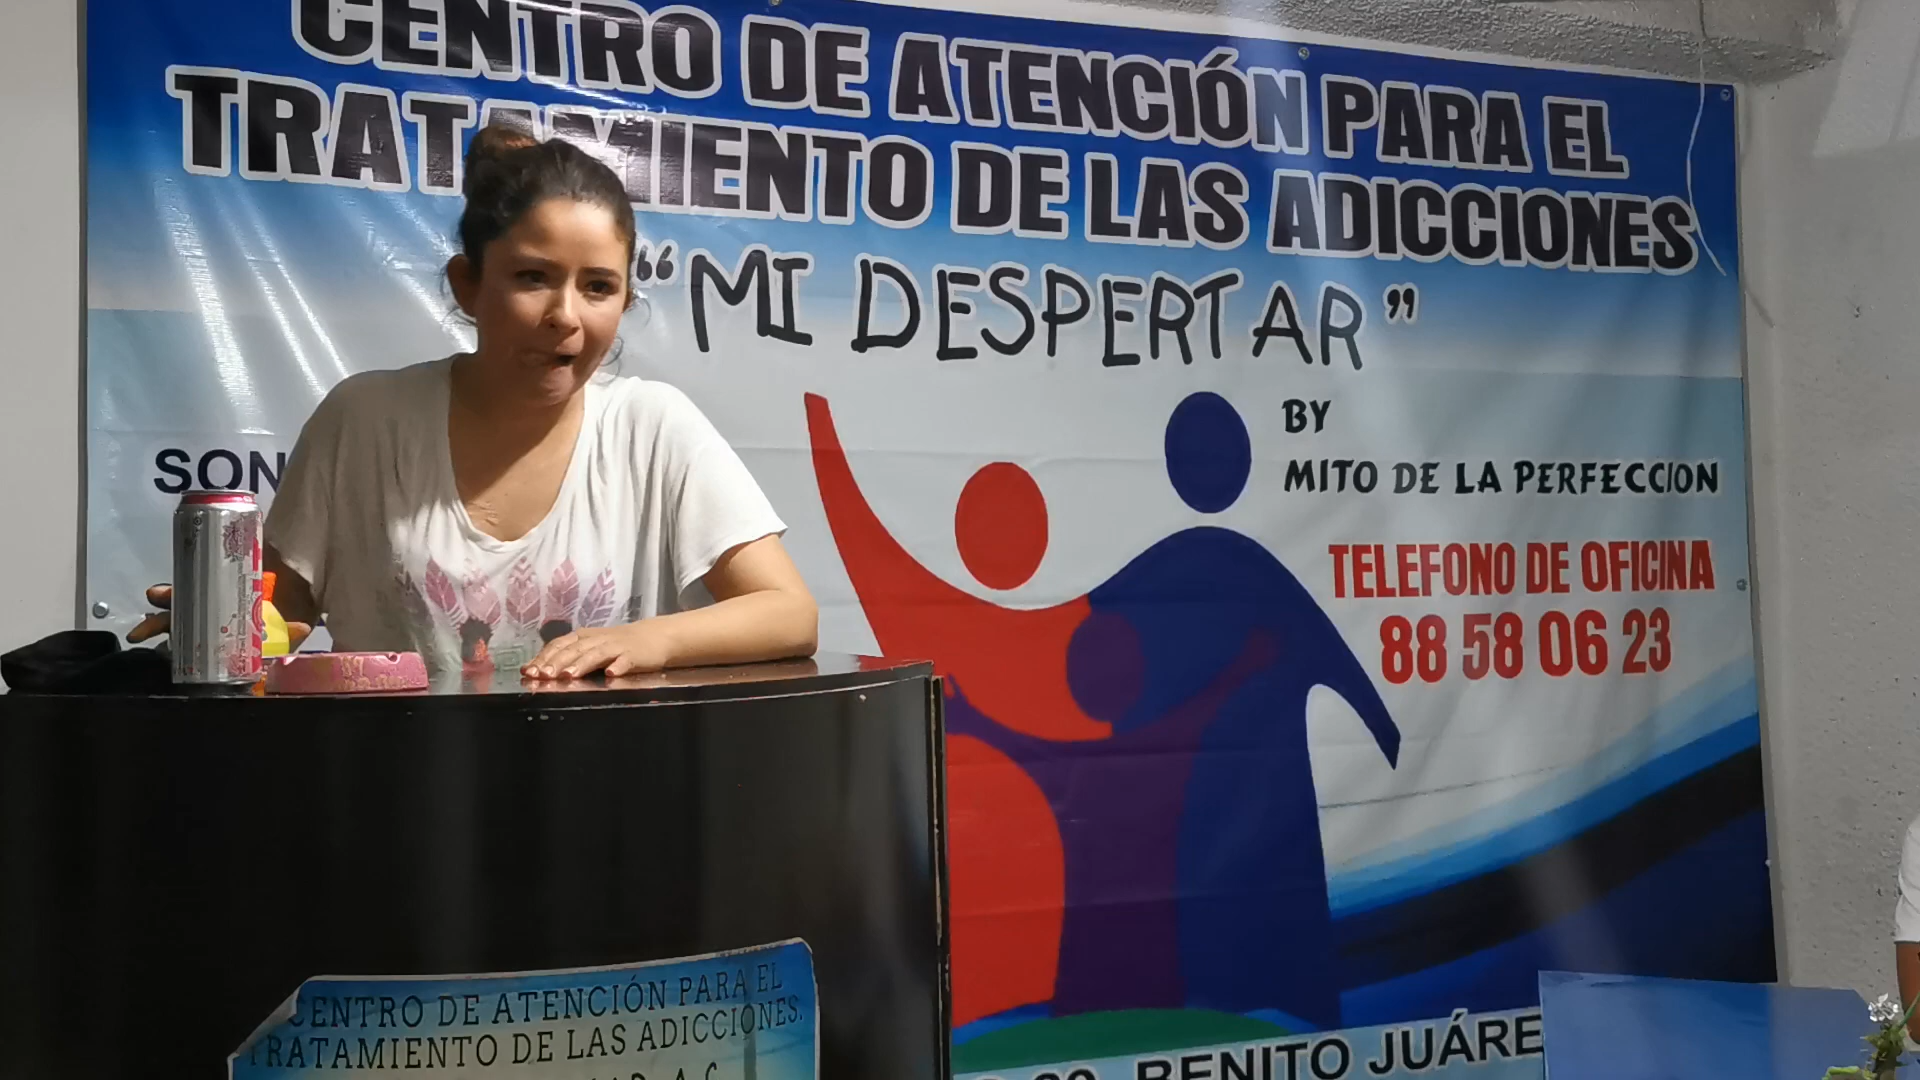 CENTRO DE ATENCIÓN PARA EL
TRATAMIENTO DE LAS ADICCIONES
"MI DESPERTAR"
BY
MITO DE LA PERFECCION
SON
TELEFONO DE OFICINA
88 58 06 23
BENITO JUÁRE
CENTRO DE ATENCIÓN PARA EL
TRATAMIENTO DE LAS ADICCIONES.
A.C.